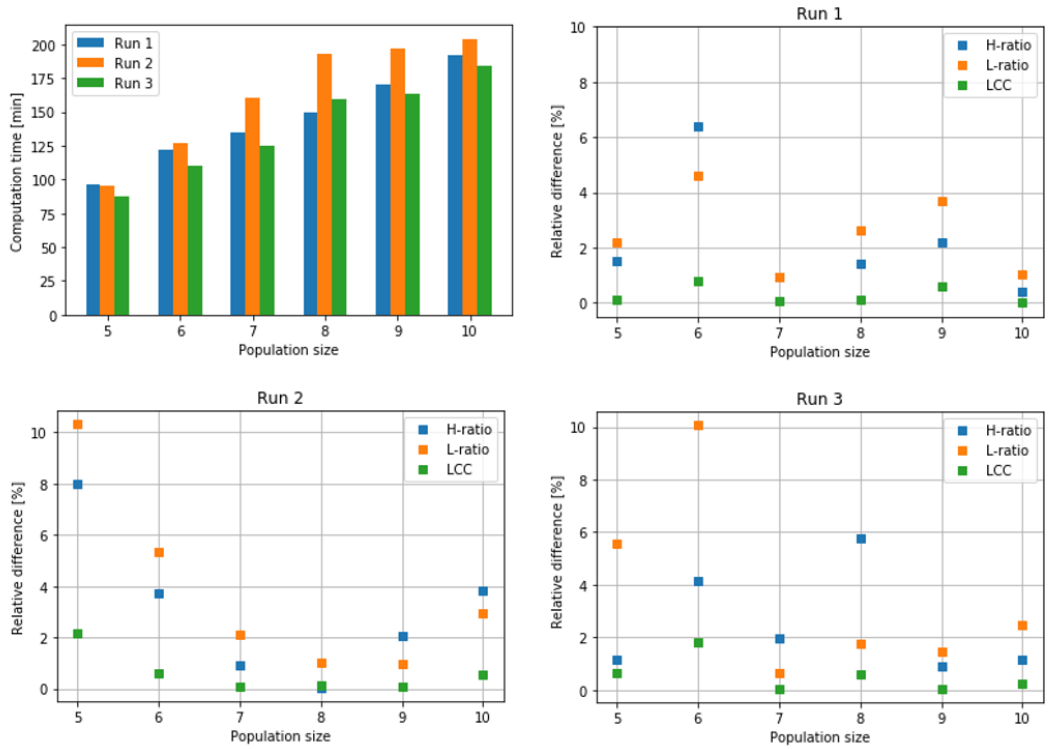 Run 1
Run 2
Run 3
Computation time [min]
200
175
150
125
100
75
50
25
0
5 6 7 8 9 10
Population size
Run 1
H-ratio
L-ratio
LCC
Relative difference [%]
10
8
6
4
2
0
5 6 7 8 9 10
Population size
Run 2
H-ratio
L-ratio
LCC
Relative difference [%]
10
8
6
4
2
0
5 6 7 8 9 10
Population size
Run 3
H-ratio
L-ratio
LCC
Relative difference [%]
10
8
6
4
2
0
5 6 7 8 9 10
Population size